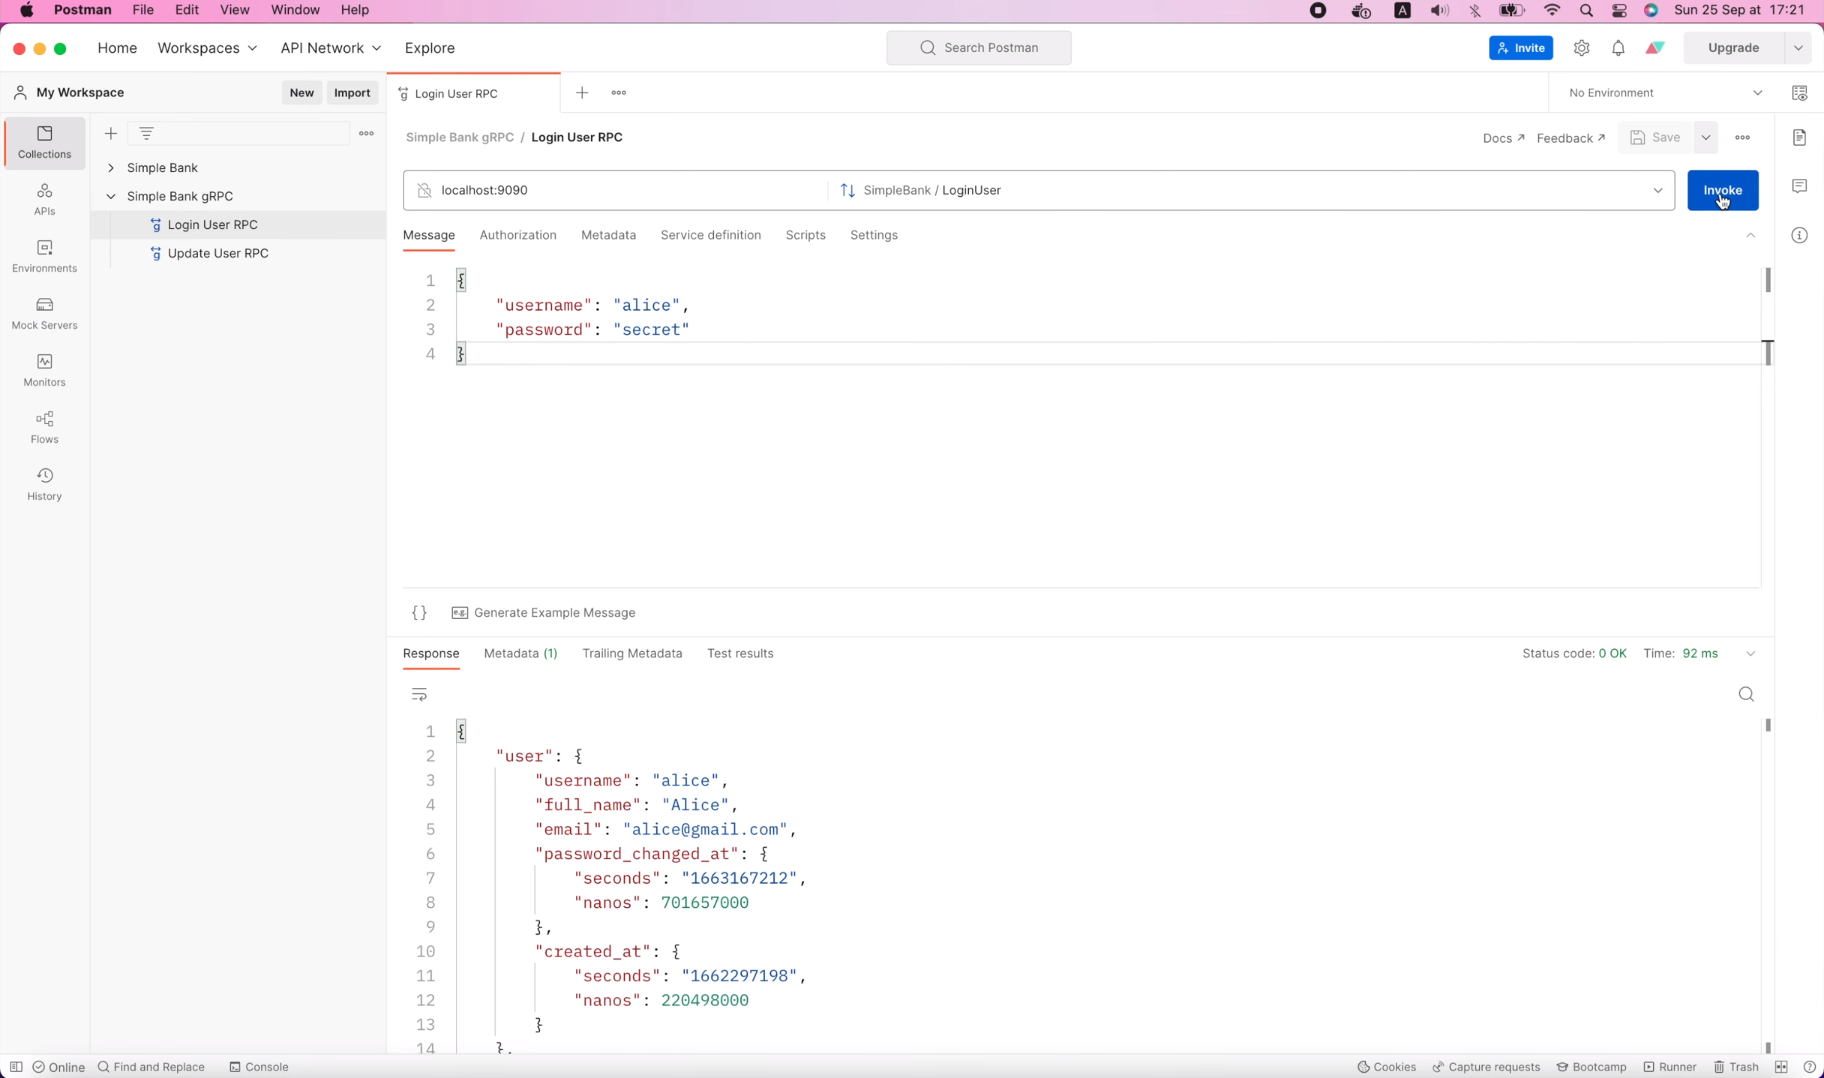 Postman File Edit View Window Help A Sun 25 Sep at 17:21
Home Workspaces API Network Explore Search Postman Invite Upgrade
My Workspace New Import Login User RPC No Environment
Collections
APIs
Environments
Mock Servers
Monitors
Flows
History
Simple Bank
Simple Bank gRPC
Login User RPC
Update User RPC
Simple Bank gRPC / Login User RPC Docs Feedback Save
localhost:9090 SimpleBank / LoginUser Invoke
Message Authorization Metadata Service definition Scripts Settings
1 {
2 "username": "alice",
3 "password": "secret"
4 }
{} Generate Example Message
Response Metadata (1) Trailing Metadata Test results Status code: 0 OK Time: 92 ms
1 {
2 "user": {
3 "username": "alice",
4 "full_name": "Alice",
5 "email": "alice@gmail.com",
6 "password_changed_at": {
7 "seconds": "1663167212",
8 "nanos": 701657000
9 },
10 "created_at": {
11 "seconds": "1662297198",
12 "nanos": 220498000
13 }
14 },
Online Find and Replace Console Cookies Capture requests Bootcamp Runner Trash